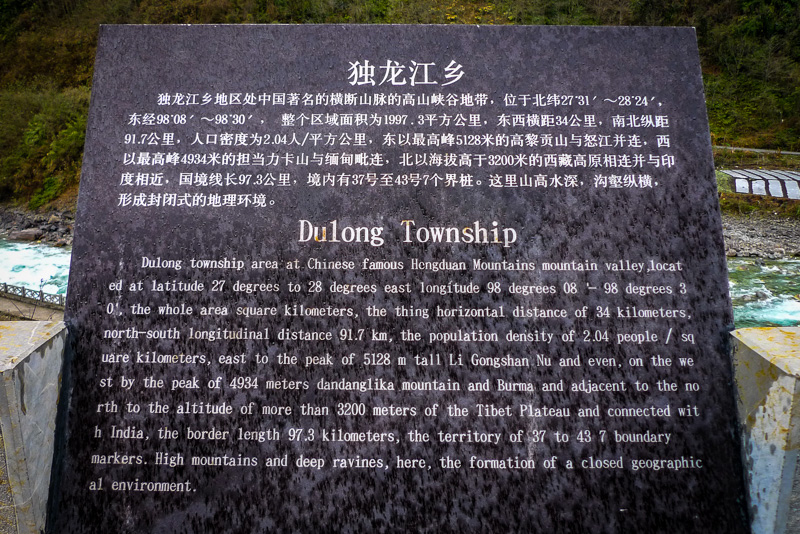 独龙江乡
独龙江乡地区处中国著名的横断山脉的高山峡谷地带，位于北纬27°31′～28°24′，
东经98°08′～98°30′， 整个区域面积为1997.3平方公里，东西横距34公里，南北纵距
91.7公里，人口密度为2.04人/平方公里，东以最高峰5128米的高黎贡山与怒江并连，西
以最高峰4934米的担当力卡山与缅甸毗连，北以海拔高于3200米的西藏高原相连并与印
度相近，国境线长97.3公里，境内有37号至43号7个界桩。这里山高水深，沟壑纵横，
形成封闭式的地理环境。
Dulong Township
Dulong township area at Chinese famous Hengduan Mountains mountain valley,locat
ed at latitude 27 degrees to 28 degrees east longitude 98 degrees 08 '- 98 degrees 3
0', the whole area square kilometers, the thing horizontal distance of 34 kilometers,
north-south longitudinal distance 91.7 km, the population density of 2.04 people / sq
uare kilometers, east to the peak of 5128 m tall Li Gongshan Nu and even, on the we
st by the peak of 4934 meters dandanglika mountain and Burma and adjacent to the no
rth to the altitude of more than 3200 meters of the Tibet Plateau and connected wit
h India, the border length 97.3 kilometers, the territory of 37 to 43 7 boundary
markers. High mountains and deep ravines, here, the formation of a closed geographic
al environment.